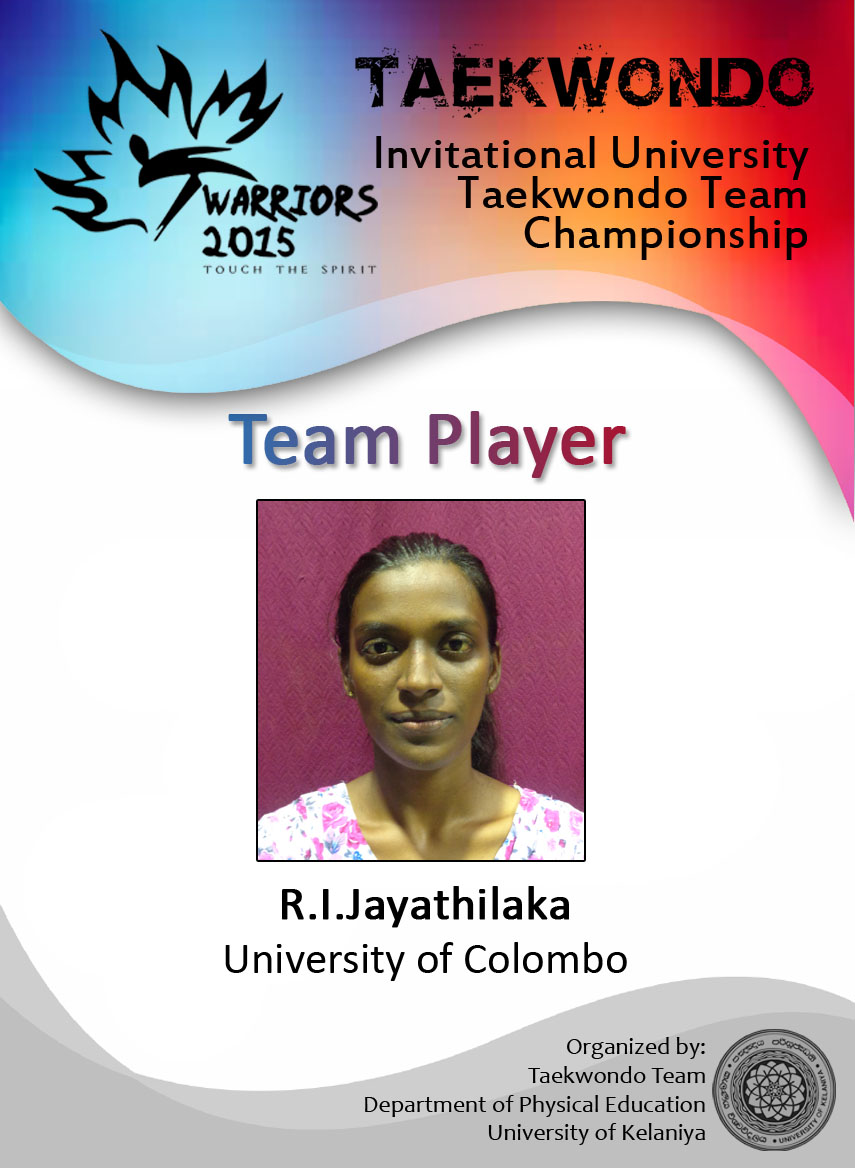 TAEKWONDO
Invitational University
Taekwondo Team
Championship
WARRIORS
2015
TOUCH THE SPIRIT
Team Player
R.I.Jayathilaka
University of Colombo
Organized by:
Taekwondo Team
Department of Physical Education
University of Kelaniya
UNIVERSITY OF KELANIYA